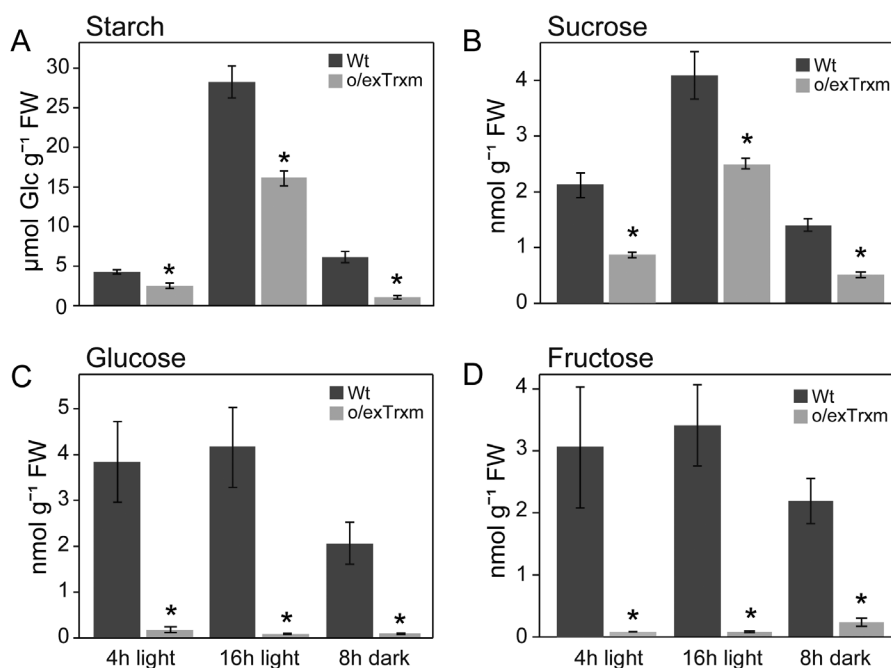 A Starch
Wt
o/exTrxm
µmol Glc g⁻¹ FW
30
25
20
15
10
5
0
*
*
*
B Sucrose
Wt
o/exTrxm
nmol g⁻¹ FW
4
3
2
1
0
*
*
*
C Glucose
Wt
o/exTrxm
nmol g⁻¹ FW
5
4
3
2
1
0
*
*
*
4h light 16h light 8h dark
D Fructose
Wt
o/exTrxm
nmol g⁻¹ FW
4
3
2
1
0
*
*
*
4h light 16h light 8h dark